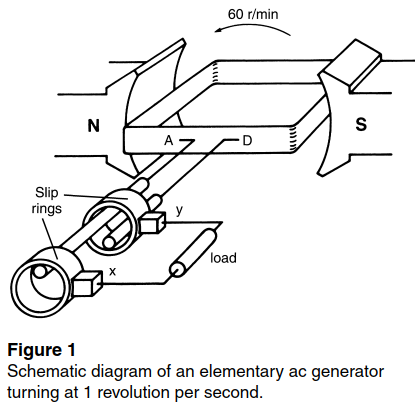 60 r/min
N
S
A
D
Slip
rings
y
x
load
Figure 1
Schematic diagram of an elementary ac generator
turning at 1 revolution per second.